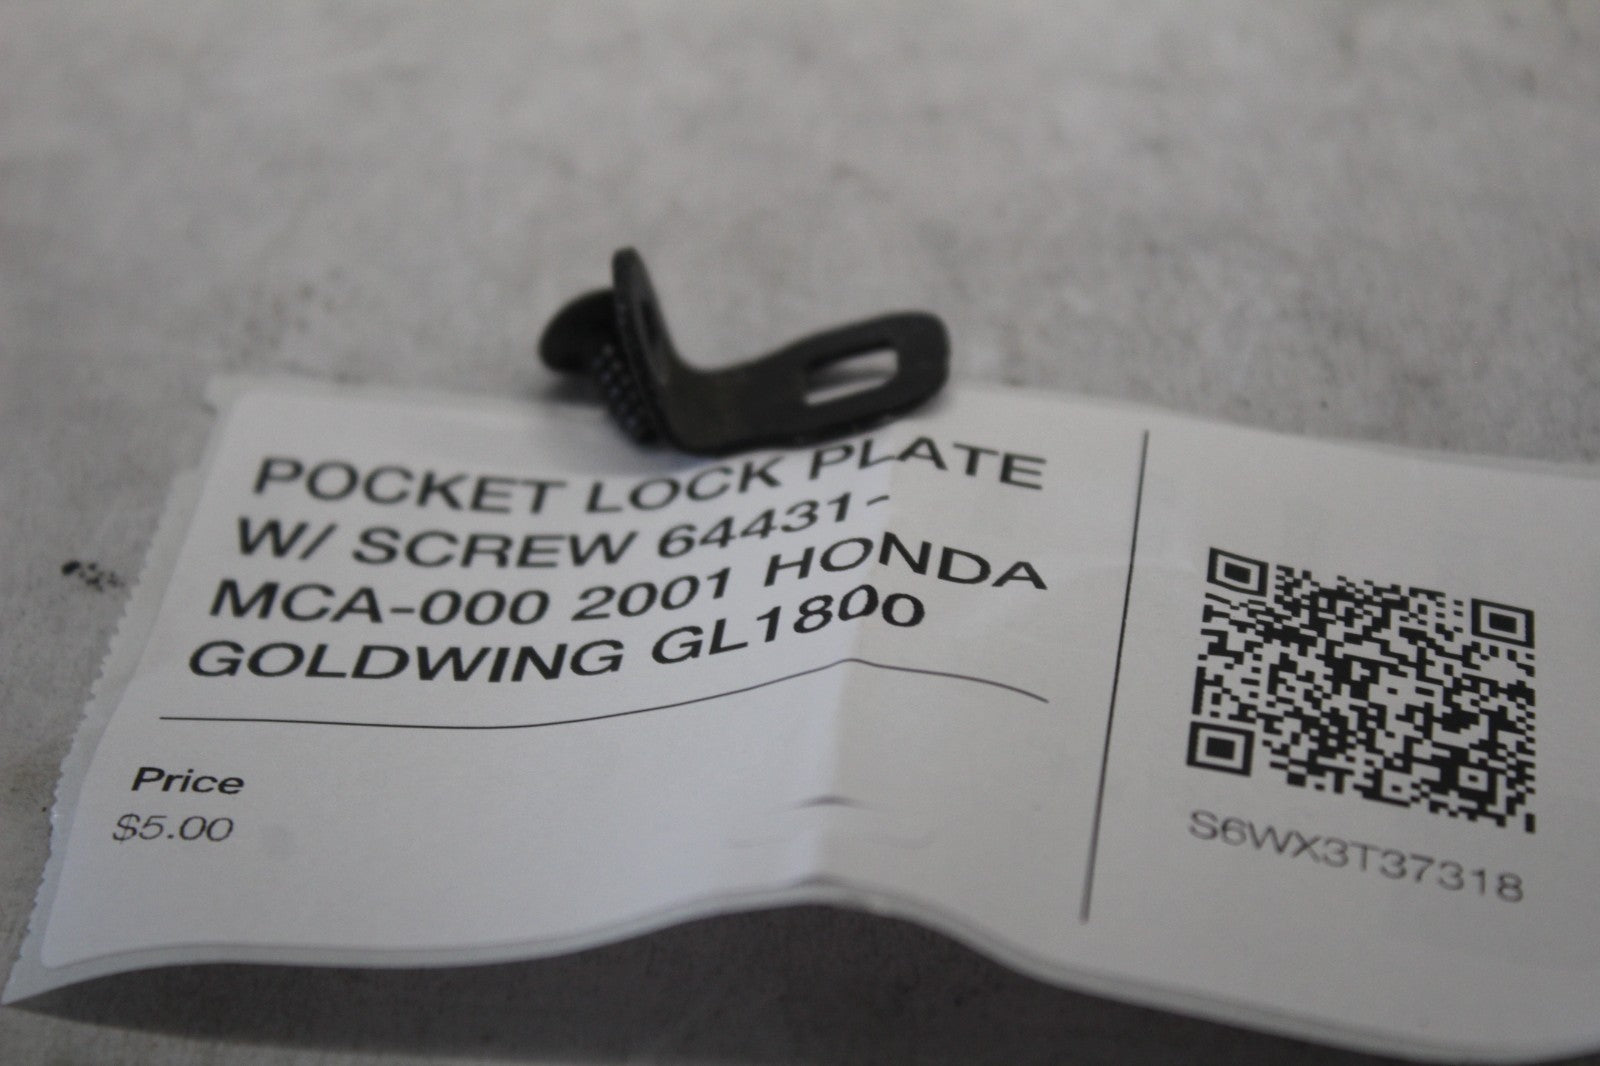 POCKET LOCK PLATE
W/ SCREW 64431-
MCA-000 2001 HONDA
GOLDWING GL1800
Price
$5.00
S6WX3T37318